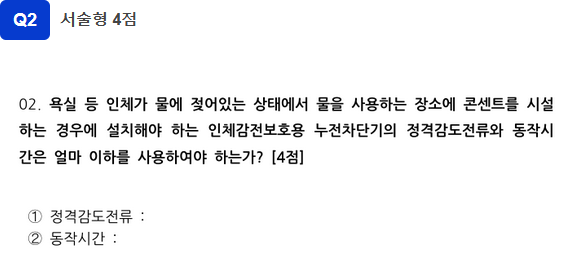 Q2 서술형 4점
02. 욕실 등 인체가 물에 젖어있는 상태에서 물을 사용하는 장소에 콘센트를 시설
하는 경우에 설치해야 하는 인체감전보호용 누전차단기의 정격감도전류와 동작시
간은 얼마 이하를 사용하여야 하는가? [4점]
① 정격감도전류 :
② 동작시간 :